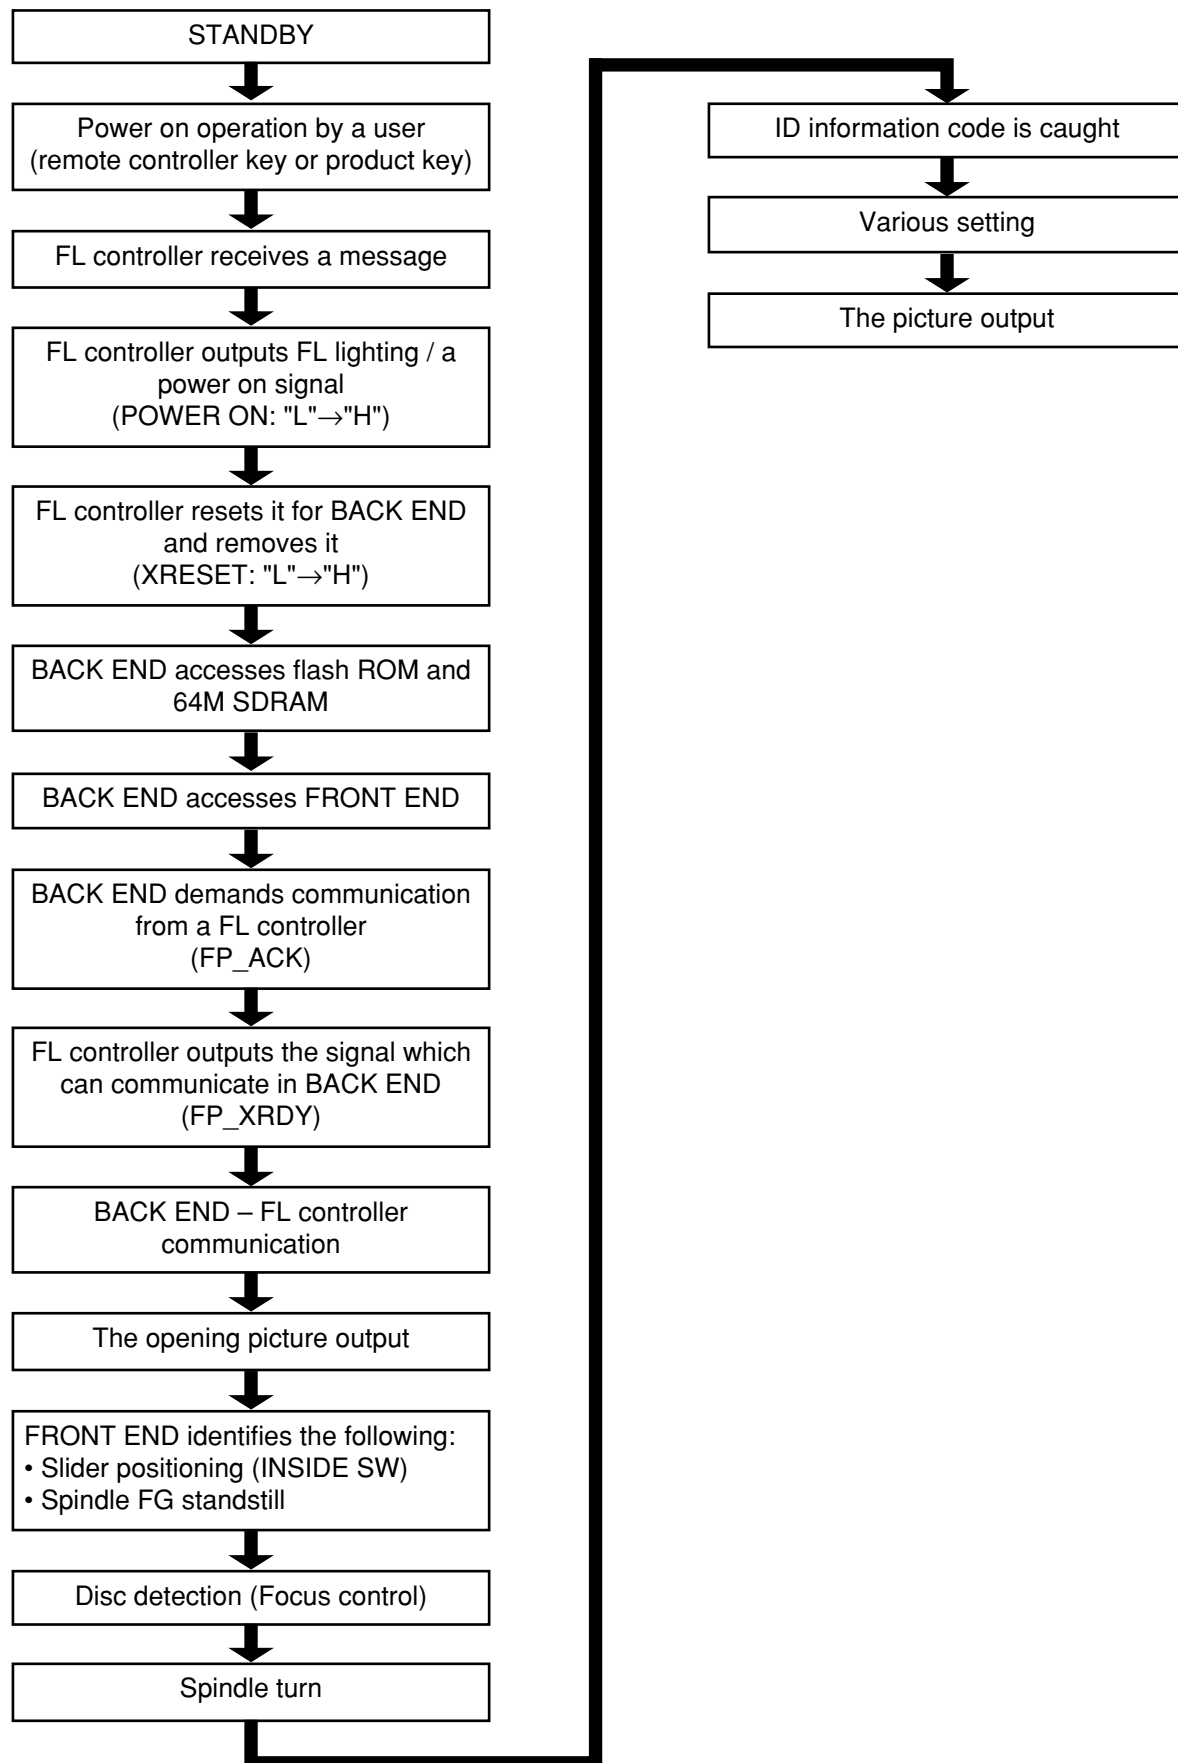 STANDBY
Power on operation by a user
(remote controller key or product key)
FL controller receives a message
FL controller outputs FL lighting / a
power on signal
(POWER ON: "L"→"H")
FL controller resets it for BACK END
and removes it
(XRESET: "L"→"H")
BACK END accesses flash ROM and
64M SDRAM
BACK END accesses FRONT END
BACK END demands communication
from a FL controller
(FP_ACK)
FL controller outputs the signal which
can communicate in BACK END
(FP_XRDY)
BACK END – FL controller
communication
The opening picture output
FRONT END identifies the following:
• Slider positioning (INSIDE SW)
• Spindle FG standstill
Disc detection (Focus control)
Spindle turn
ID information code is caught
Various setting
The picture output